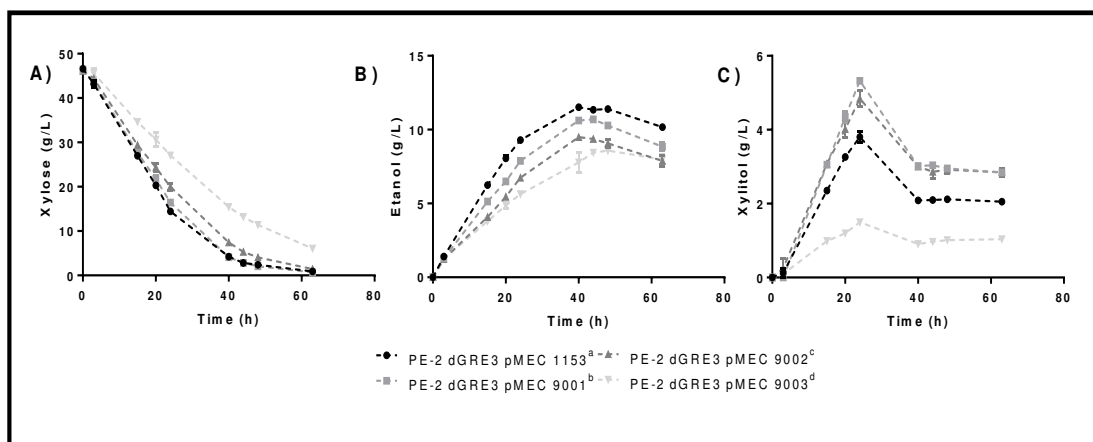 A)
Xylose (g/L)
50
40
30
20
10
0
0 20 40 60 80
Time (h)
B)
Etanol (g/L)
15
10
5
0
0 20 40 60 80
Time (h)
C)
Xylitol (g/L)
6
4
2
0
0 20 40 60 80
Time (h)
PE-2 dGRE3 pMEC 1153ᵃ
PE-2 dGRE3 pMEC 9002ᶜ
PE-2 dGRE3 pMEC 9001ᵇ
PE-2 dGRE3 pMEC 9003ᵈ